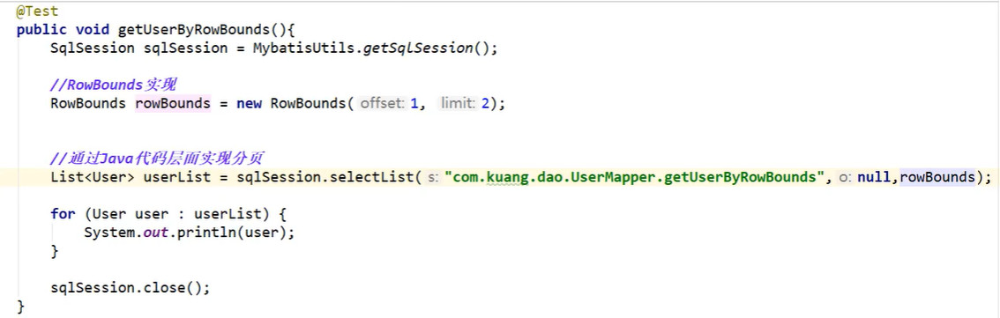 @Test
public void getUserByRowBounds(){
SqlSession sqlSession = MybatisUtils.getSqlSession();
//RowBounds实现
RowBounds rowBounds = new RowBounds( offset: 1, limit: 2);
//通过Java代码层面实现分页
List<User> userList = sqlSession.selectList( s: "com.kuang.dao.UserMapper.getUserByRowBounds", o: null,rowBounds);
for (User user : userList) {
System.out.println(user);
}
sqlSession.close();
}